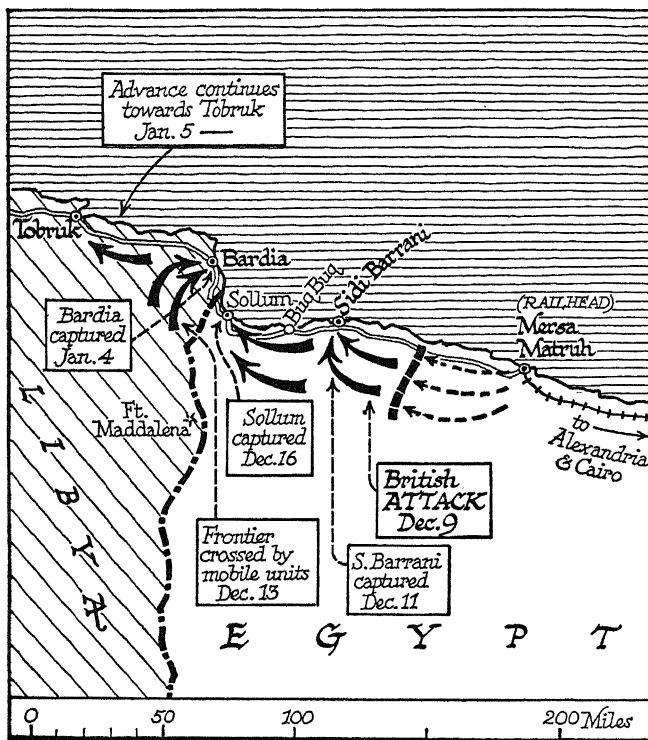 Advance continues
towards Tobruk
Jan. 5 —
Tobruk
Bardia
Sollum
Buq Buq
Sidi Barrani
(RAILHEAD)
Mersa
Matruh
Bardia
captured
Jan. 4
Ft.
Maddalena
Sollum
captured
Dec. 16
to
Alexandria
& Cairo
British
ATTACK
Dec. 9
Frontier
crossed by
mobile units
Dec. 13
S. Barrani
captured
Dec. 11
LIBYA
EGYPT
0 50 100 200 Miles